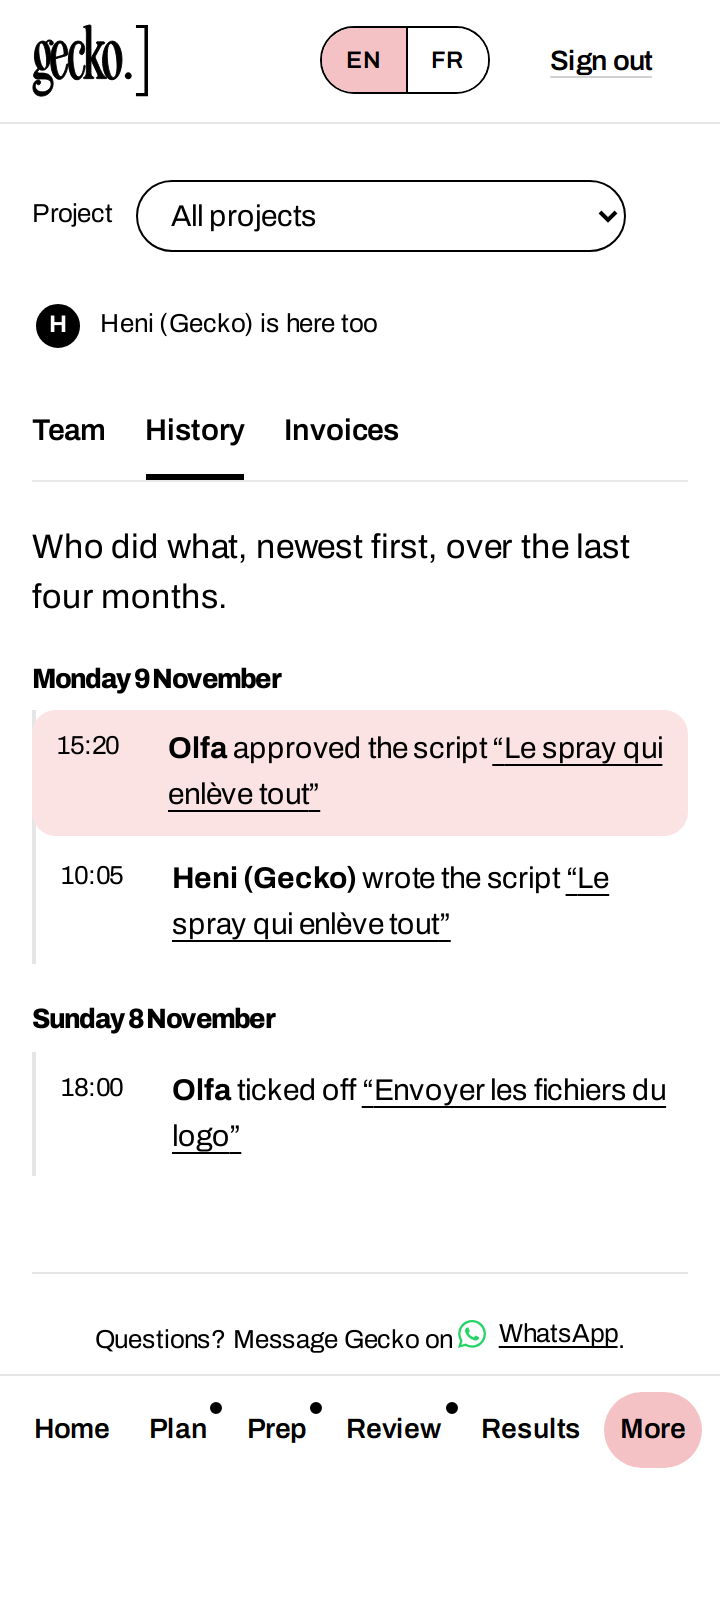 gecko.]
EN FR
Sign out
Project
All projects
H
Heni (Gecko) is here too
Team History Invoices
Who did what, newest first, over the last
four months.
Monday 9 November
15:20
Olfa approved the script “Le spray qui
enlève tout”
10:05
Heni (Gecko) wrote the script “Le
spray qui enlève tout”
Sunday 8 November
18:00
Olfa ticked off “Envoyer les fichiers du
logo”
Questions? Message Gecko on WhatsApp.
Home Plan Prep Review Results More